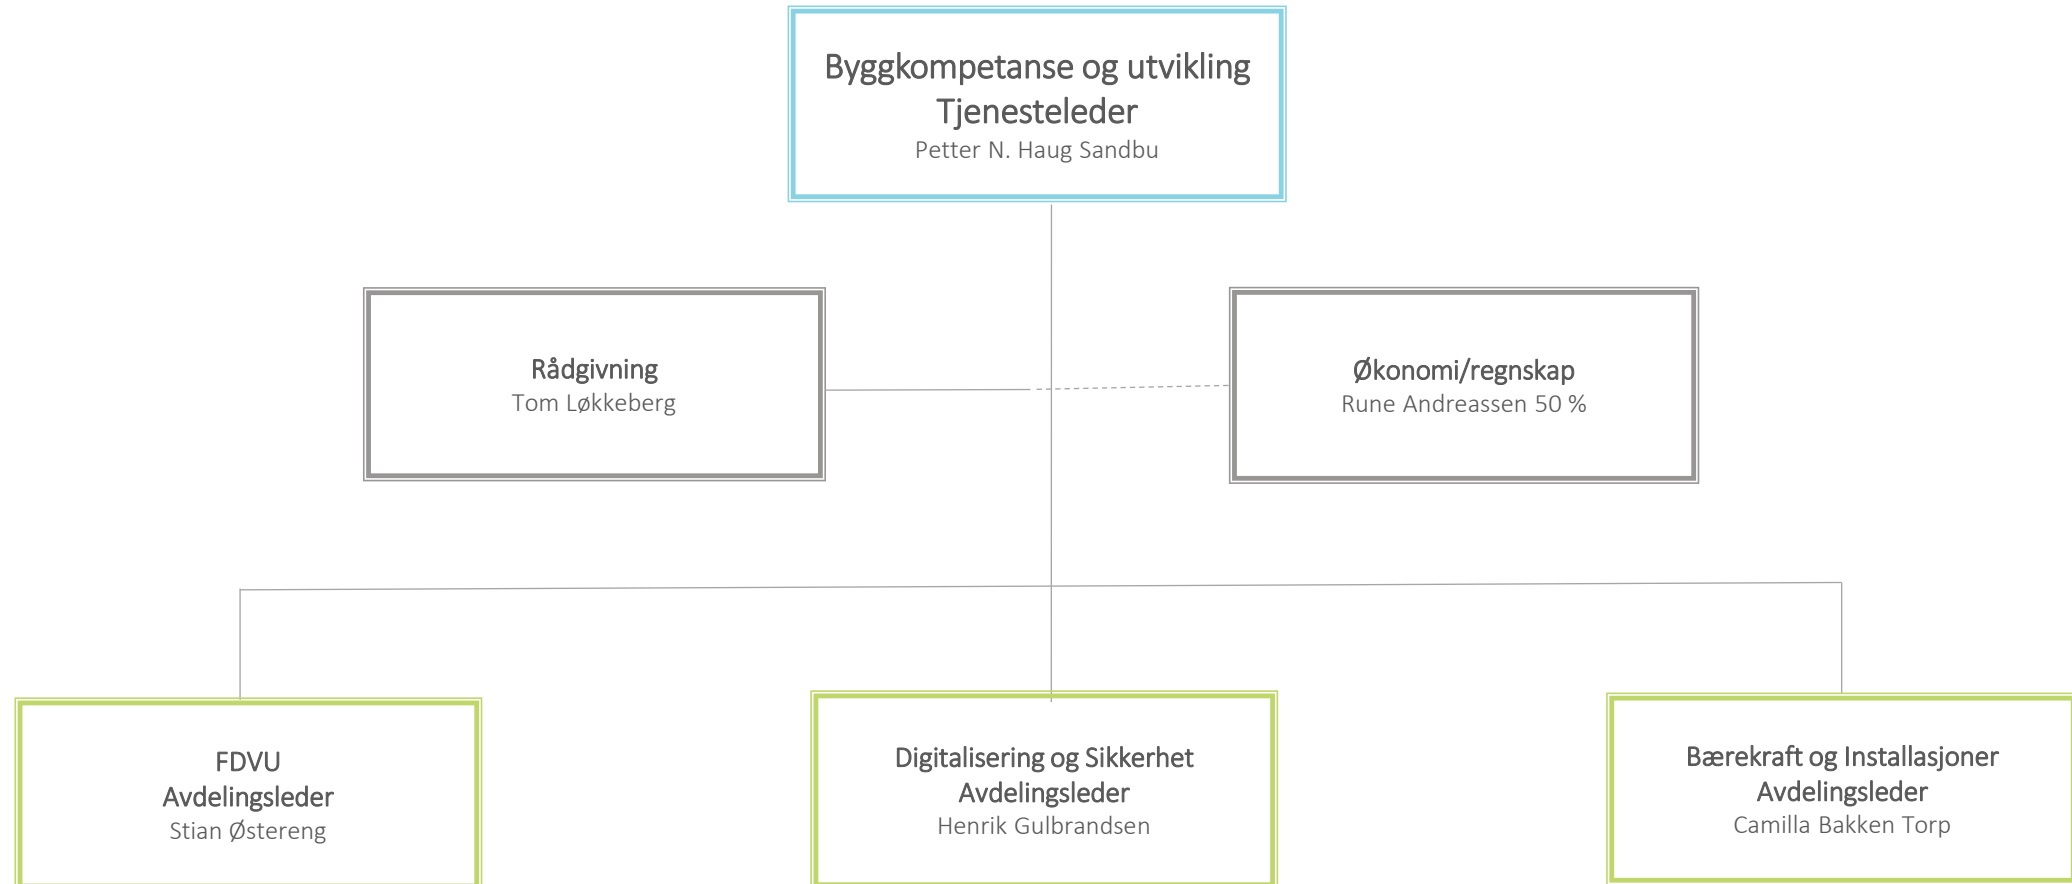 Byggkompetanse og utvikling
Tjenesteleder
Petter N. Haug Sandbu
Rådgivning
Tom Løkkeberg
Økonomi/regnskap
Rune Andreassen 50 %
FDVU
Avdelingsleder
Stian Østereng
Digitalisering og Sikkerhet
Avdelingsleder
Henrik Gulbrandsen
Bærekraft og Installasjoner
Avdelingsleder
Camilla Bakken Torp